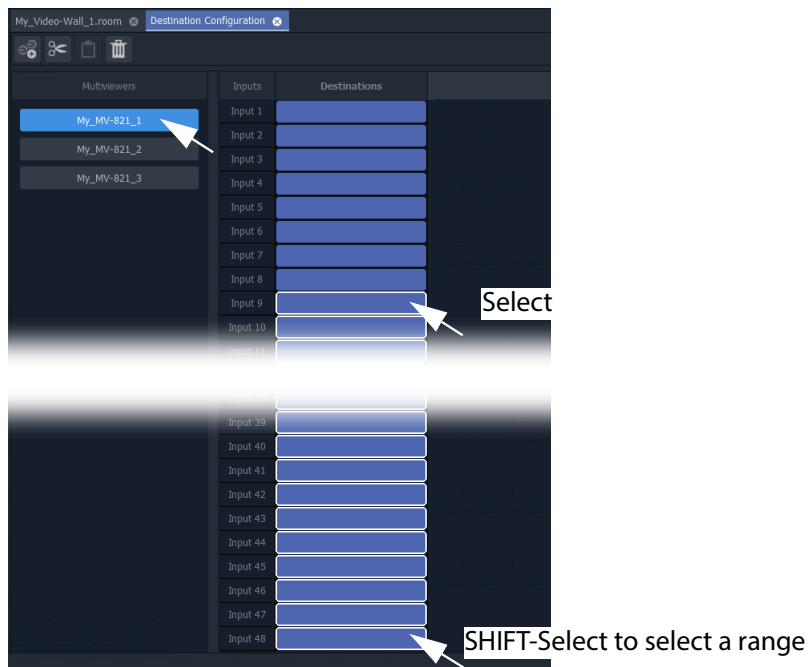 My_Video-Wall_1.room Destination Configuration
Multiviewers Inputs Destinations
My_MV-821_1
My_MV-821_2
My_MV-821_3
Input 1
Input 2
Input 3
Input 4
Input 5
Input 6
Input 7
Input 8
Input 9
Select
Input 10
Input 11
Input 39
Input 40
Input 41
Input 42
Input 43
Input 44
Input 45
Input 46
Input 47
Input 48
SHIFT-Select to select a range